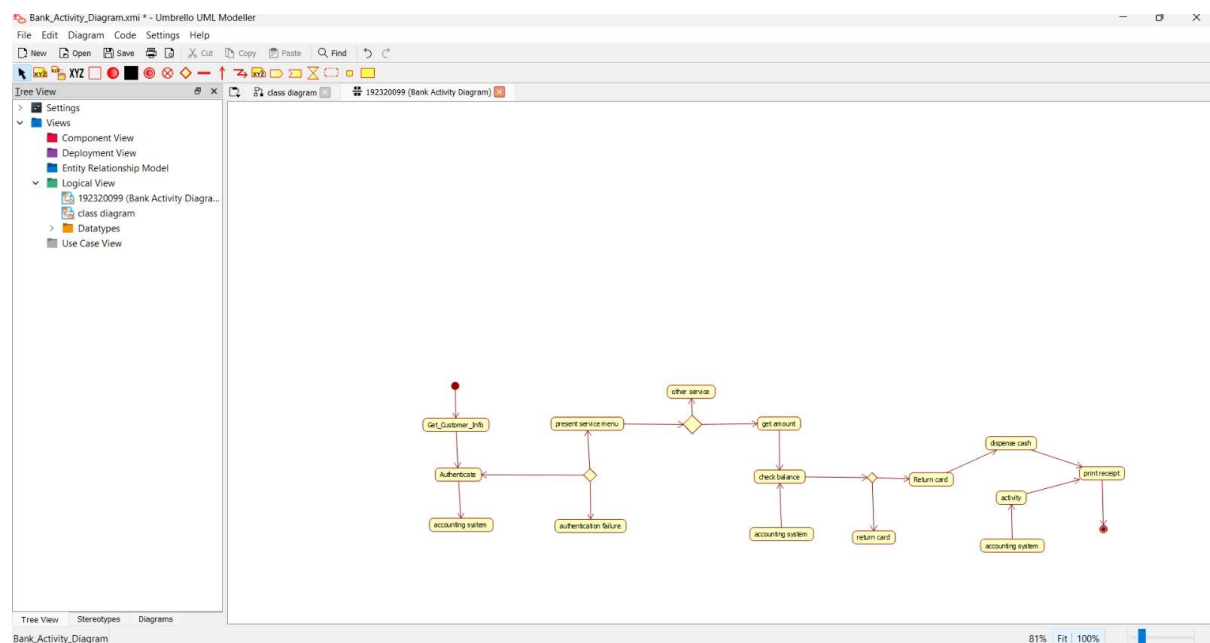 Bank_Activity_Diagram.xmi * - Umbrello UML Modeller
File Edit Diagram Code Settings Help
New Open Save Cut Copy Paste Find
XYZ XYZ XYZ XYZ
Tree View
class diagram
192320099 (Bank Activity Diagram)
Settings
Views
Component View
Deployment View
Entity Relationship Model
Logical View
192320099 (Bank Activity Diagra...
class diagram
Datatypes
Use Case View
other service
Get_Customer_Info
present service menu
get amount
dispense cash
Authenticate
check balance
Return card
print receipt
activity
accounting system
authentication failure
accounting system
return card
accounting system
Tree View Stereotypes Diagrams
Bank_Activity_Diagram
81% Fit 100%